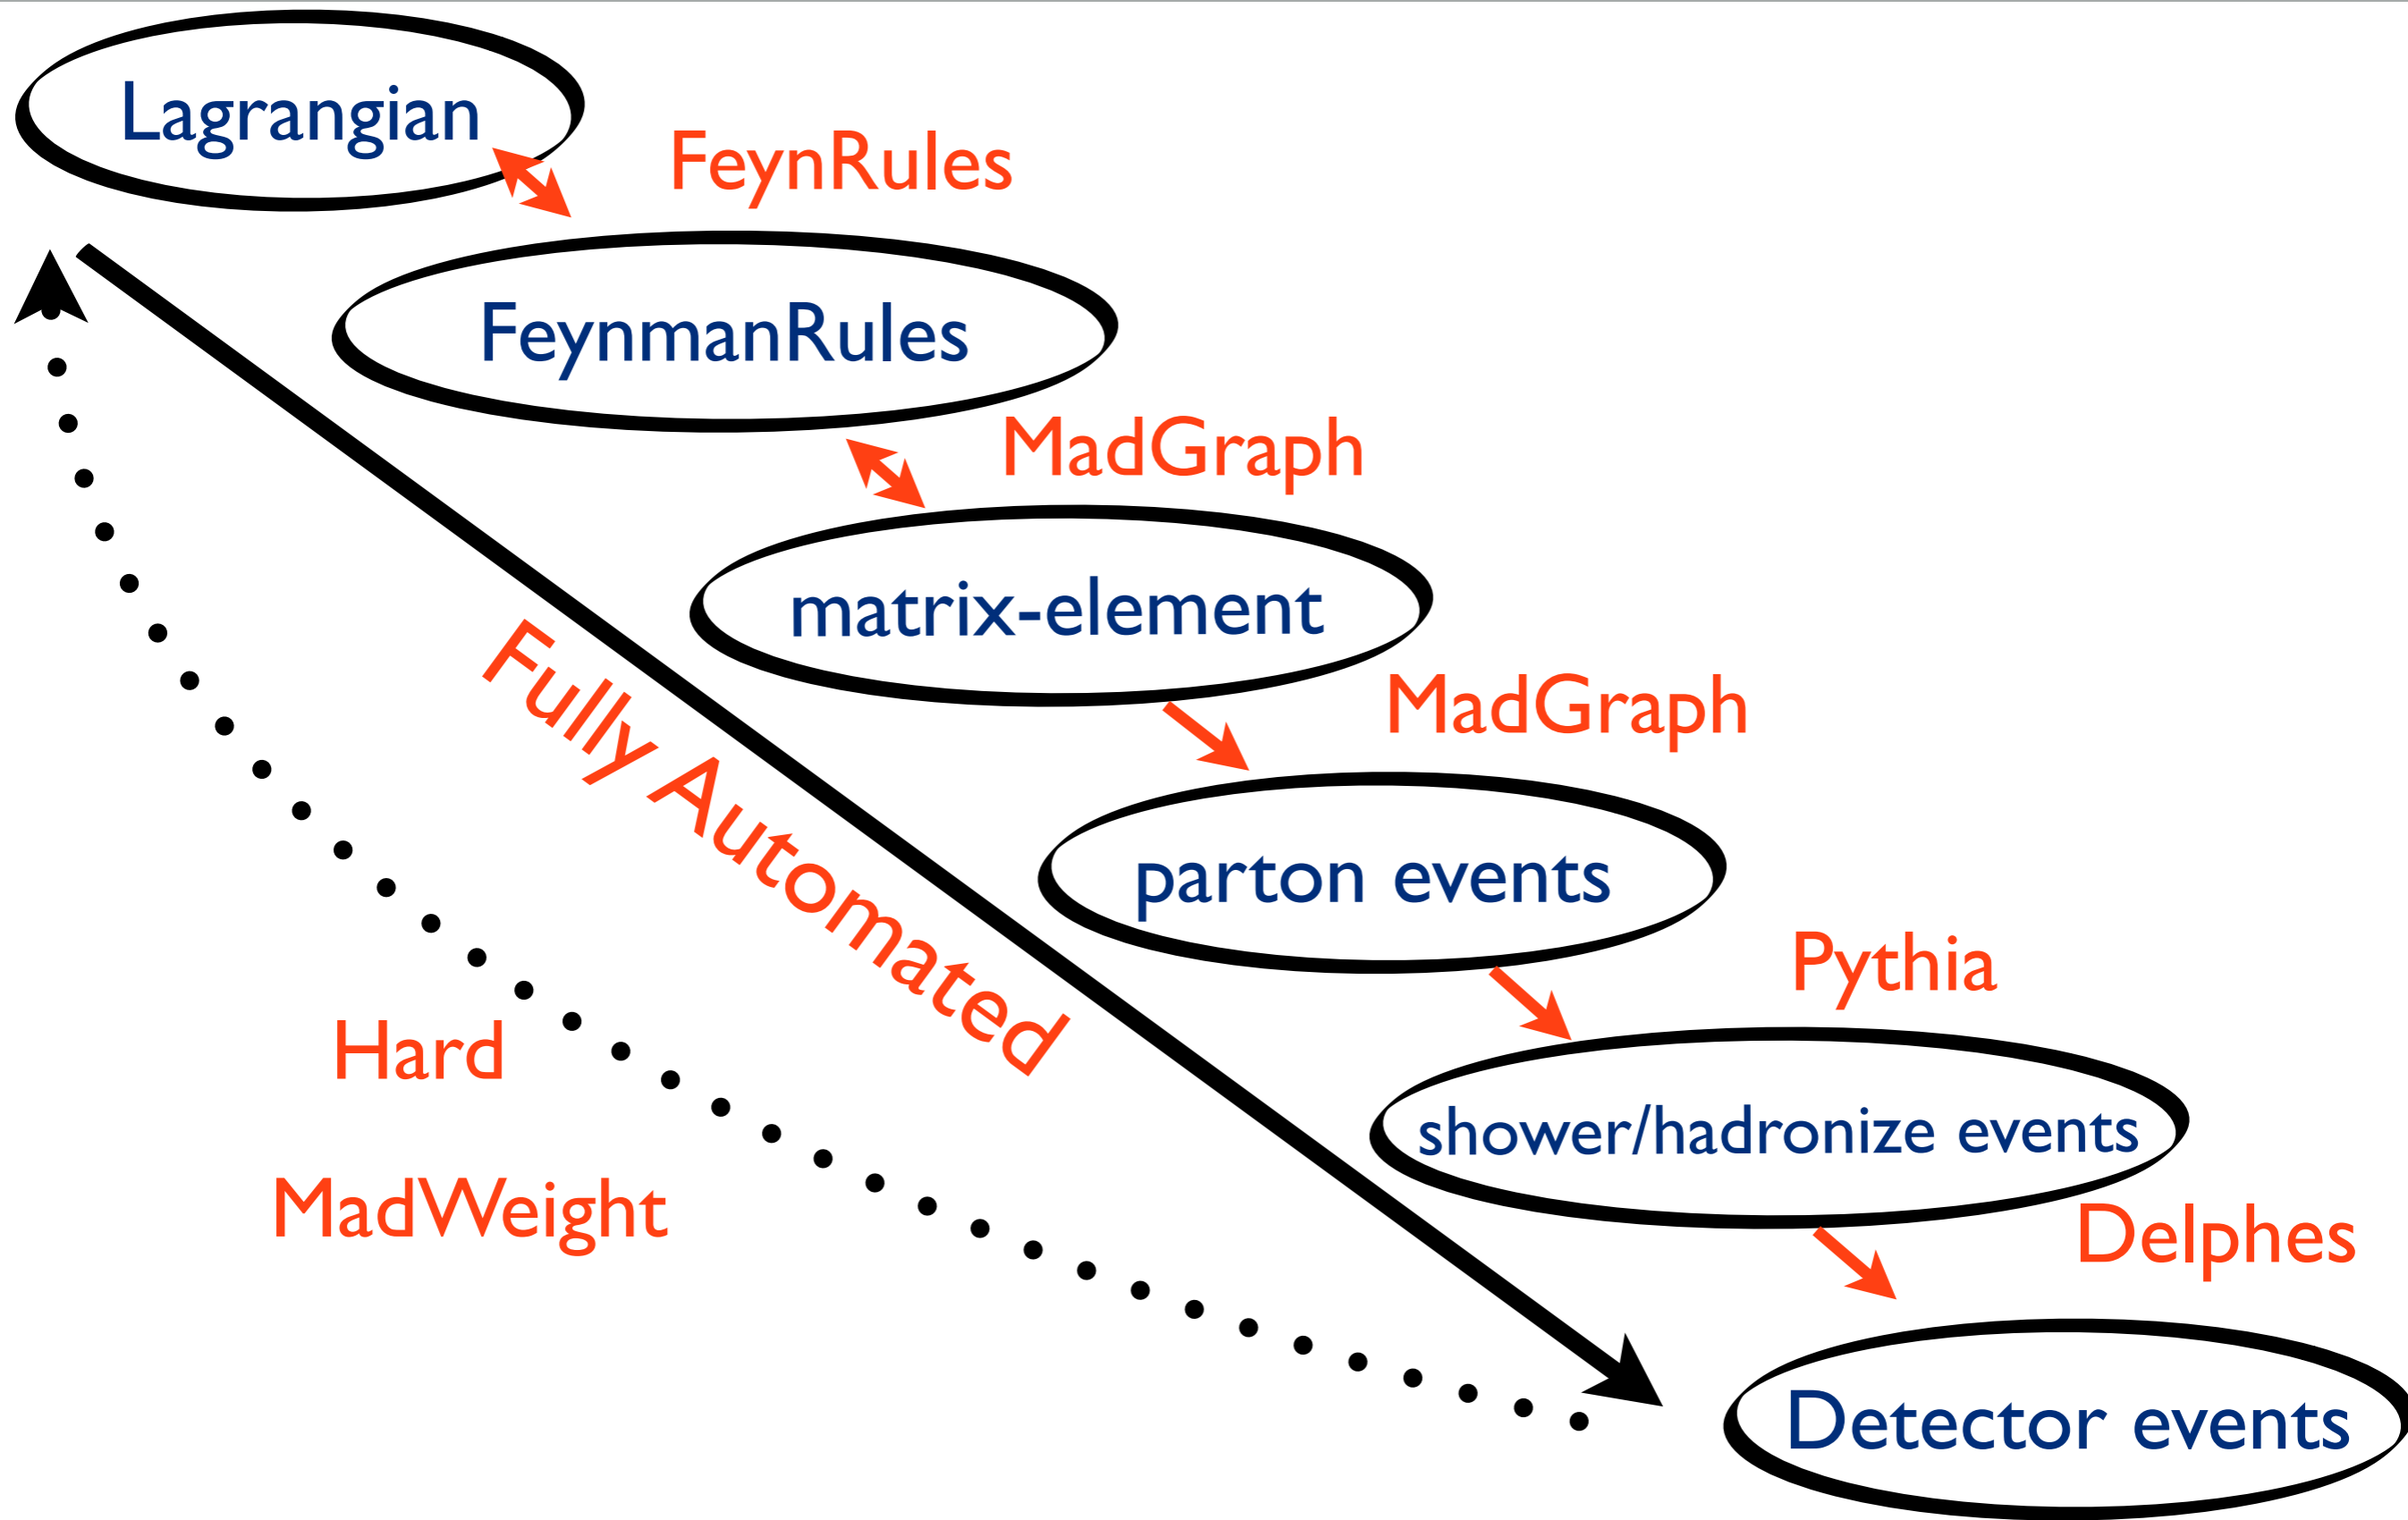 Lagrangian
FeynRules
FeynmanRules
MadGraph
matrix-element
MadGraph
Fully Automated
parton events
Pythia
Hard
shower/hadronize events
MadWeight
Delphes
Detector events